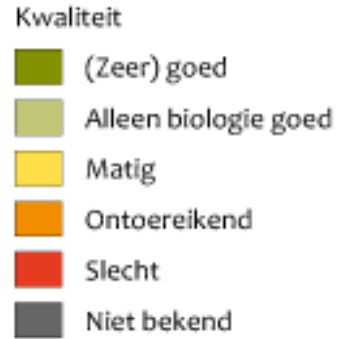 Kwaliteit
(Zeer) goed
Alleen biologie goed
Matig
Ontoereikend
Slecht
Niet bekend